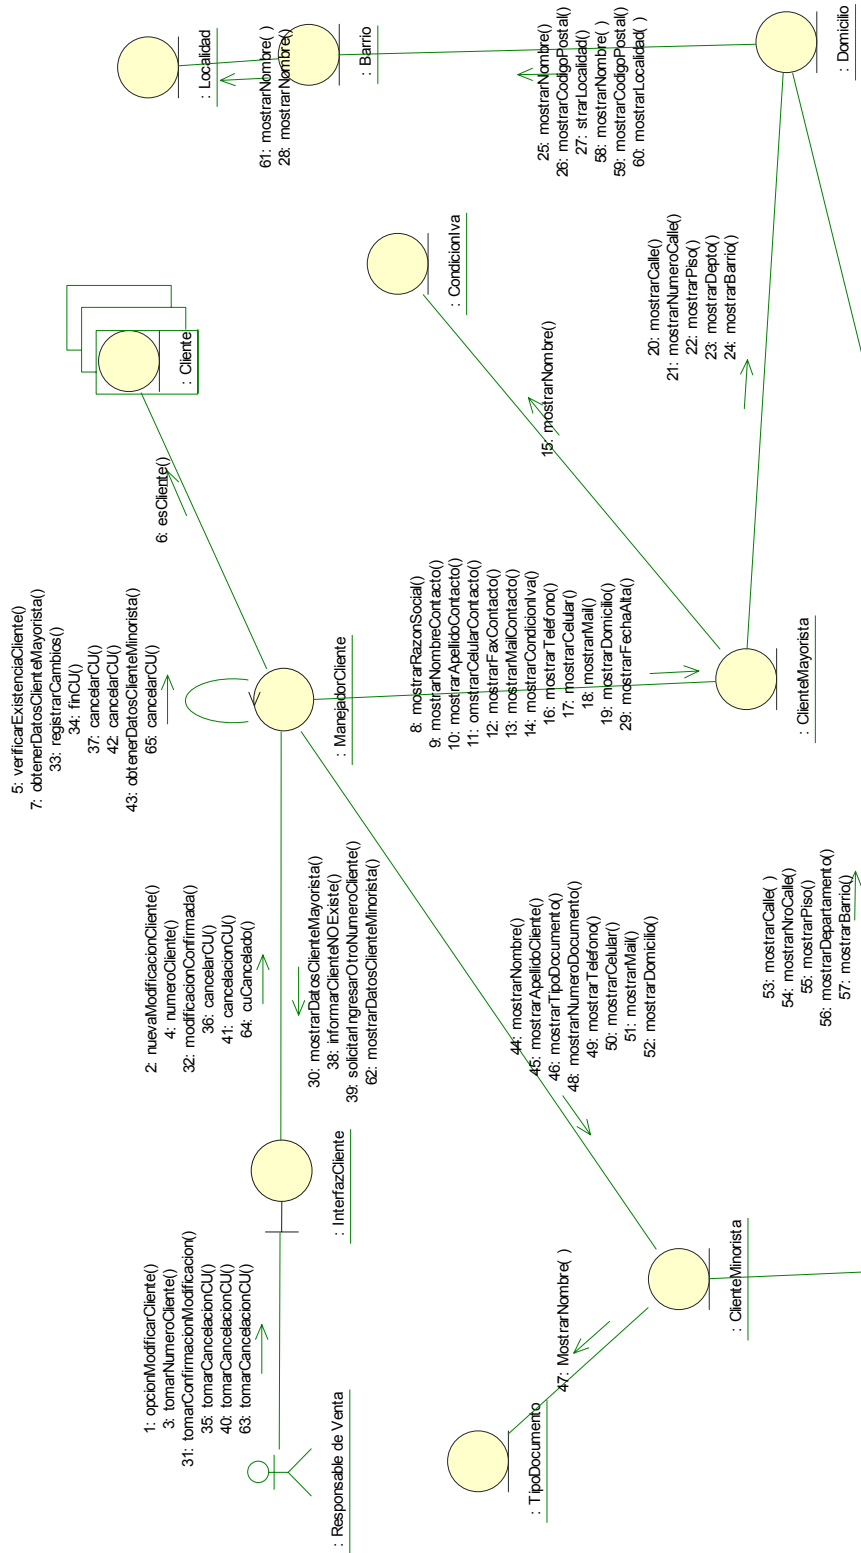 1: opcionModificarCliente()
3: tomarNumeroCliente()
31: tomarConfirmacionModificacion()
35: tomarCancelacionCU()
40: tomarCancelacionCU()
63: tomarCancelacionCU()
: Responsable de Venta
2: nuevaModificacionCliente()
4: numeroCliente()
32: modificacionConfirmada()
36: cancelarCU()
41: cancelacionCU()
64: cuCancelado()
30: mostrarDatosClienteMayorista()
38: informarClienteNOExiste()
39: solicitarIngresarOtroNumeroCliente()
62: mostrarDatosClienteMinorista()
: InterfazCliente
5: verificarExistenciaCliente()
7: obtenerDatosClienteMayorista()
33: registrarCambios()
34: finCU()
37: cancelarCU()
42: cancelarCU()
43: obtenerDatosClienteMinorista()
65: cancelarCU()
: ManejadorCliente
6: esCliente()
: Cliente
61: mostrarNombre( )
28: mostrarNombre()
: Localidad
: Barrio
25: mostrarNombre()
26: mostrarCodigoPostal()
27: strarLocalidad()
58: mostrarNombre( )
59: mostrarCodigoPostal()
60: mostrarLocalidad( )
: Domicilio
: CondicionIva
15: mostrarNombre()
8: mostrarRazonSocial()
9: mostrarNombreContacto()
10: mostrarApellidoContacto()
11: omstrarCelularContacto()
12: mostrarFaxContacto()
13: mostrarMailContacto()
14: mostrarCondicionIva()
16: mostrarTelefono()
17: mostrarCelular()
18: mostrarMail()
19: mostrarDomicilio()
29: mostrarFechaAlta()
20: mostrarCalle()
21: mostrarNumeroCalle()
22: mostrarPiso()
23: mostrarDepto()
24: mostrarBarrio()
: ClienteMayorista
44: mostrarNombre()
45: mostrarApellidoCliente()
46: mostrarTipoDocumento()
48: mostrarNumeroDocumento()
49: mostrarTelefono()
50: mostrarCelular()
51: mostrarMail()
52: mostrarDomicilio()
47: MostrarNombre( )
: TipoDocumento
: ClienteMinorista
53: mostrarCalle( )
54: mostrarNroCalle()
55: mostrarPiso()
56: mostrarDepartamento()
57: mostrarBarrio()